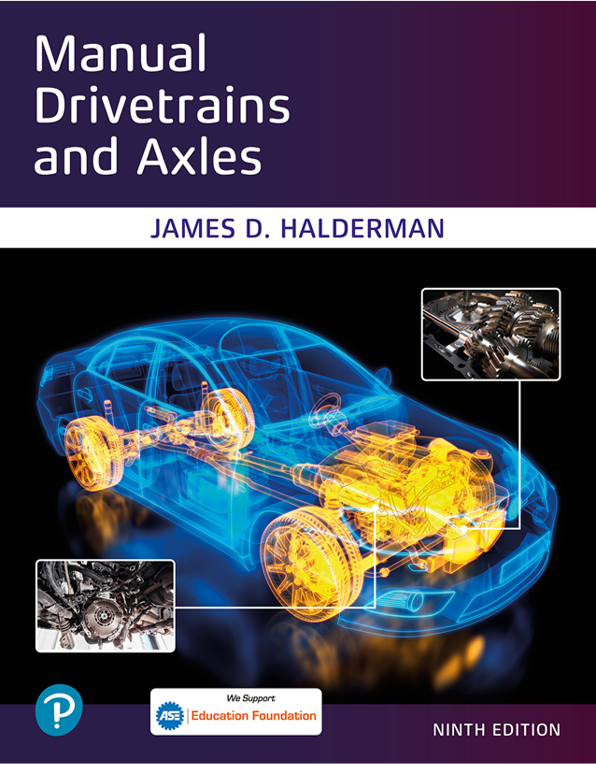 Manual
Drivetrains
and Axles
JAMES D. HALDERMAN
P
We Support
ASE Education Foundation
NINTH EDITION